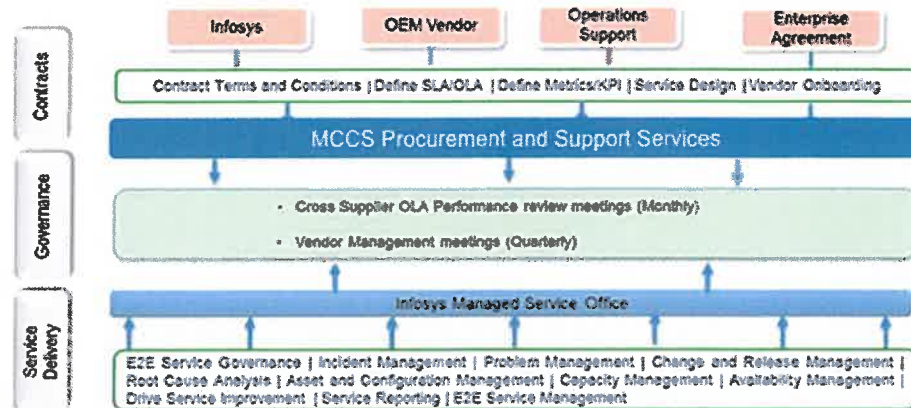 Infosys
OEM Vendor
Operations
Support
Enterprise
Agreement
Contracts
Contract Terms and Conditions | Define SLA/OLA | Define Metrics/KPI | Service Design | Vendor Onboarding
MCCS Procurement and Support Services
Governance
• Cross Supplier OLA Performance review meetings (Monthly)
• Vendor Management meetings (Quarterly)
Infosys Managed Service Office
Service
Delivery
E2E Service Governance | Incident Management | Problem Management | Change and Release Management |
Root Cause Analysis | Asset and Configuration Management | Capacity Management | Availability Management |
Drive Service Improvement | Service Reporting | E2E Service Management